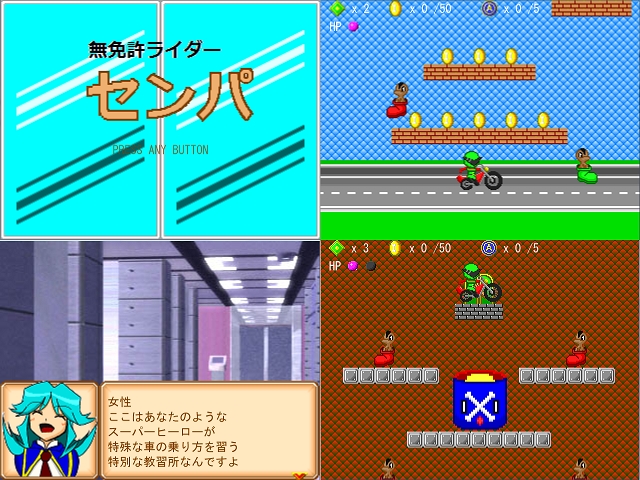 無免許ライダー
センパ
PRESS ANY BUTTON
x 2 x 0 /50 A x 0 /5
HP
女性
ここはあなたのような
スーパーヒーローが
特殊な車の乗り方を習う
特別な教習所なんですよ
x 3 x 0 /50 A x 0 /5
HP